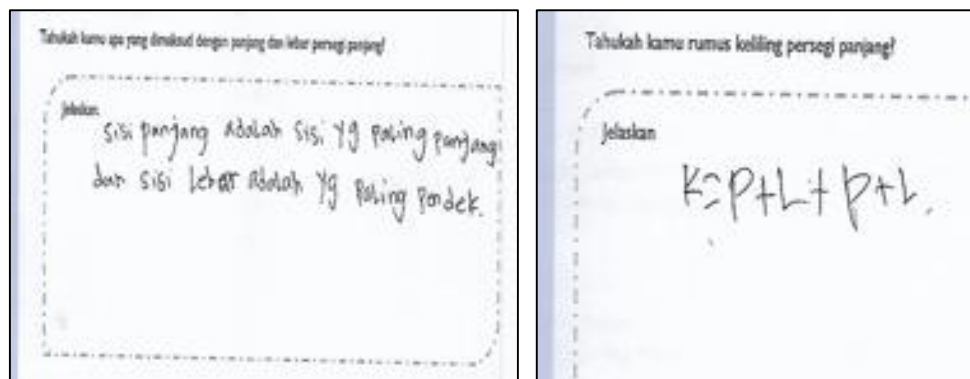 Tahukah kamu apa yang dimaksud dengan panjang dan lebar persegi panjang?
Jelaskan
Sisi panjang adalah sisi yg paling panjang
dan sisi lebar adalah yg paling pendek.
Tahukah kamu rumus keliling persegi panjang?
Jelaskan
K=P+L+P+L.